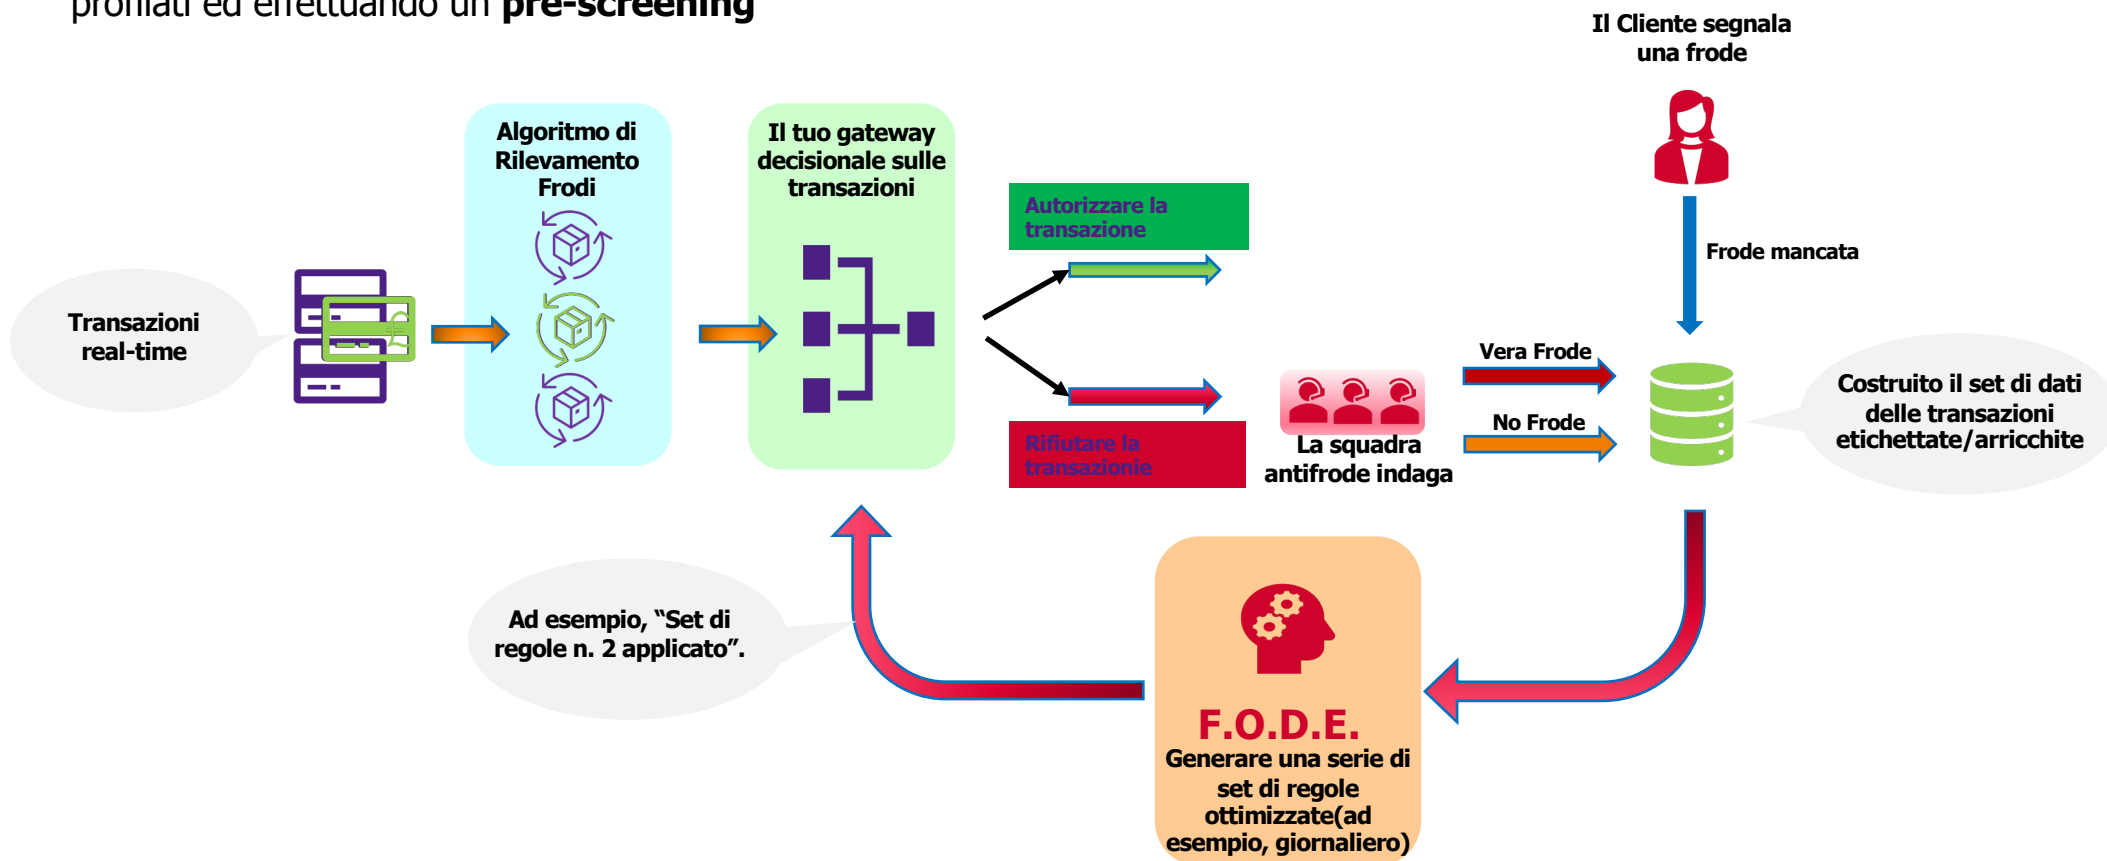 profilati ed effettuando un pre-screening
Il Cliente segnala
una frode
Algoritmo di
Rilevamento
Frodi
Il tuo gateway
decisionale sulle
transazioni
Autorizzare la
transazione
Frode mancata
Transazioni
real-time
Vera Frode
No Frode
Costruito il set di dati
delle transazioni
etichettate/arricchite
Rifiutare la
transazionie
La squadra
antifrode indaga
Ad esempio, “Set di
regole n. 2 applicato”.
F.O.D.E.
Generare una serie di
set di regole
ottimizzate(ad
esempio, giornaliero)